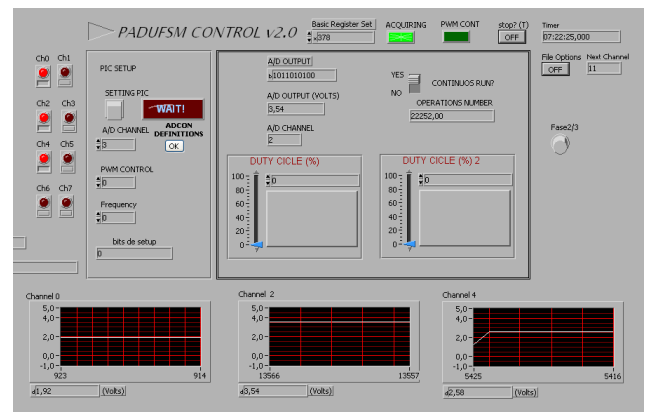 PADUFSM CONTROL v2.0
Basic Register Set
x378
ACQUIRING
PWM CONT
stop? (T)
OFF
Timer
07:22:25,000
File Options
OFF
Next Channel
11
Ch0 Ch1
Ch2 Ch3
Ch4 Ch5
Ch6 Ch7
PIC SETUP
SETTING PIC
WAIT!
A/D CHANNEL
3
ADCON
DEFINITIONS
OK
PWM CONTROL
0
Frequency
0
bits de setup
0
A/D OUTPUT
b1011010100
A/D OUTPUT (VOLTS)
3,54
A/D CHANNEL
2
YES
NO
CONTINUOS RUN?
OPERATIONS NUMBER
22252,00
Fase2/3
DUTY CICLE (%)
0
100
80
60
40
20
0
DUTY CICLE (%) 2
0
100
80
60
40
20
0
Channel 0
5,0
4,0
2,0
0,0
-1,0
923 914
d1,92 (Volts)
Channel 2
5,0
4,0
2,0
0,0
-1,0
13566 13557
d3,54 (Volts)
Channel 4
5,0
4,0
2,0
0,0
-1,0
5425 5416
d2,58 (Volts)